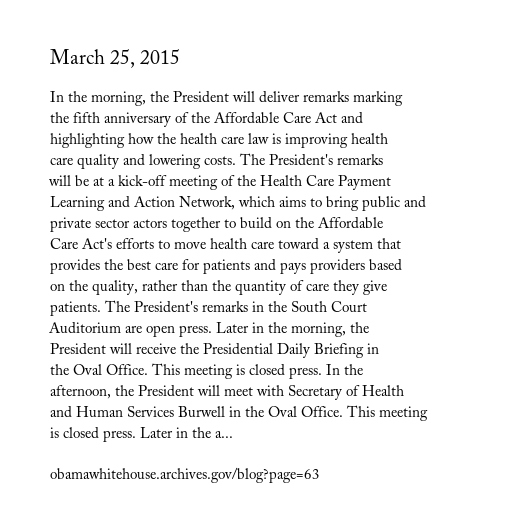 March 25, 2015
In the morning, the President will deliver remarks marking
the fifth anniversary of the Affordable Care Act and
highlighting how the health care law is improving health
care quality and lowering costs. The President's remarks
will be at a kick-off meeting of the Health Care Payment
Learning and Action Network, which aims to bring public and
private sector actors together to build on the Affordable
Care Act's efforts to move health care toward a system that
provides the best care for patients and pays providers based
on the quality, rather than the quantity of care they give
patients. The President's remarks in the South Court
Auditorium are open press. Later in the morning, the
President will receive the Presidential Daily Briefing in
the Oval Office. This meeting is closed press. In the
afternoon, the President will meet with Secretary of Health
and Human Services Burwell in the Oval Office. This meeting
is closed press. Later in the a...
obamawhitehouse.archives.gov/blog?page=63